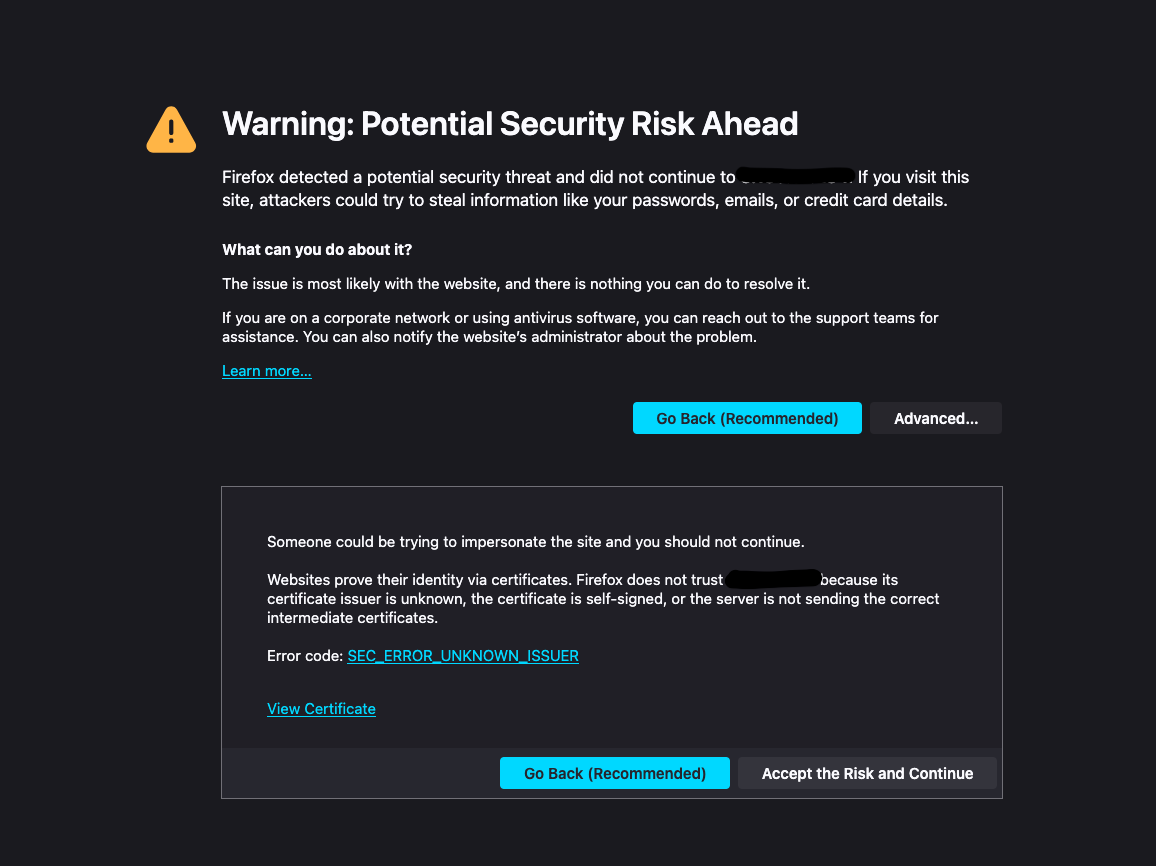 Warning: Potential Security Risk Ahead
Firefox detected a potential security threat and did not continue to If you visit this
site, attackers could try to steal information like your passwords, emails, or credit card details.
What can you do about it?
The issue is most likely with the website, and there is nothing you can do to resolve it.
If you are on a corporate network or using antivirus software, you can reach out to the support teams for
assistance. You can also notify the website’s administrator about the problem.
Learn more…
Go Back (Recommended) Advanced...
Someone could be trying to impersonate the site and you should not continue.
Websites prove their identity via certificates. Firefox does not trust because its
certificate issuer is unknown, the certificate is self-signed, or the server is not sending the correct
intermediate certificates.
Error code: SEC_ERROR_UNKNOWN_ISSUER
View Certificate
Go Back (Recommended) Accept the Risk and Continue